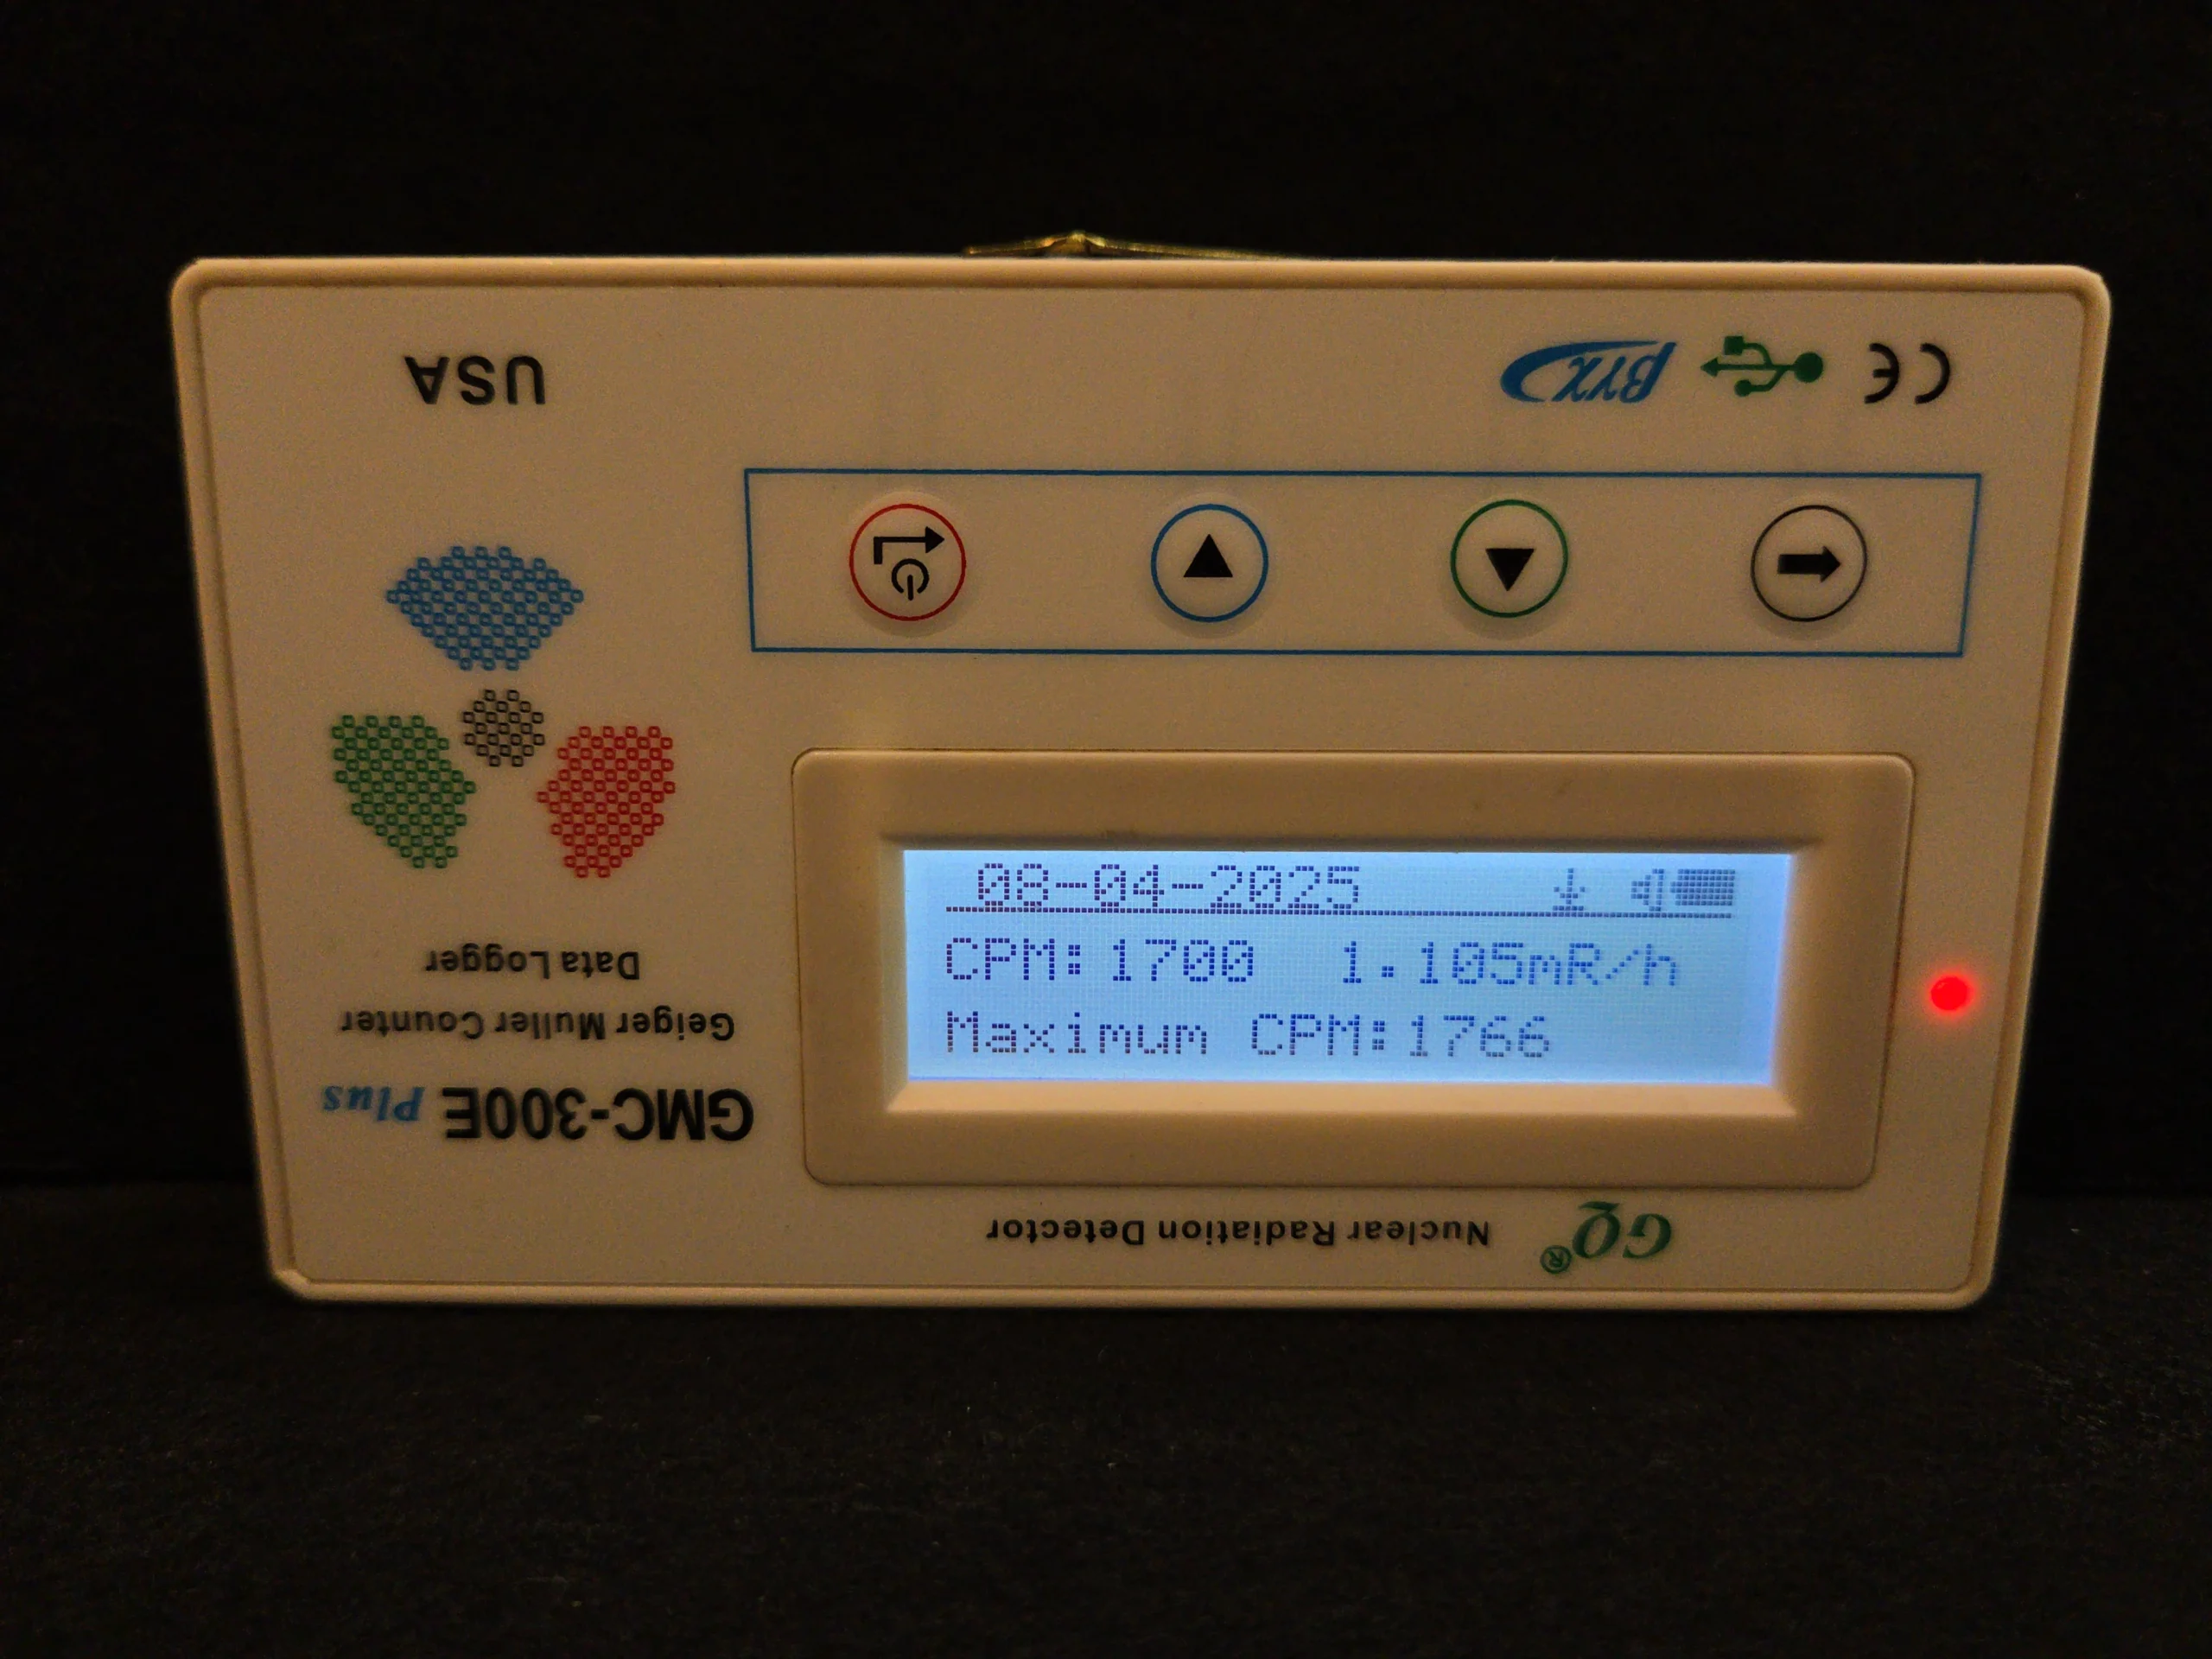 08-04-2025
CPM:1700 1.105mR/h
Maximum CPM:1766
GQ®
Nuclear Radiation Detector
GMC-300E Plus
Geiger Muller Counter
Data Logger
CE
βγχ
USA